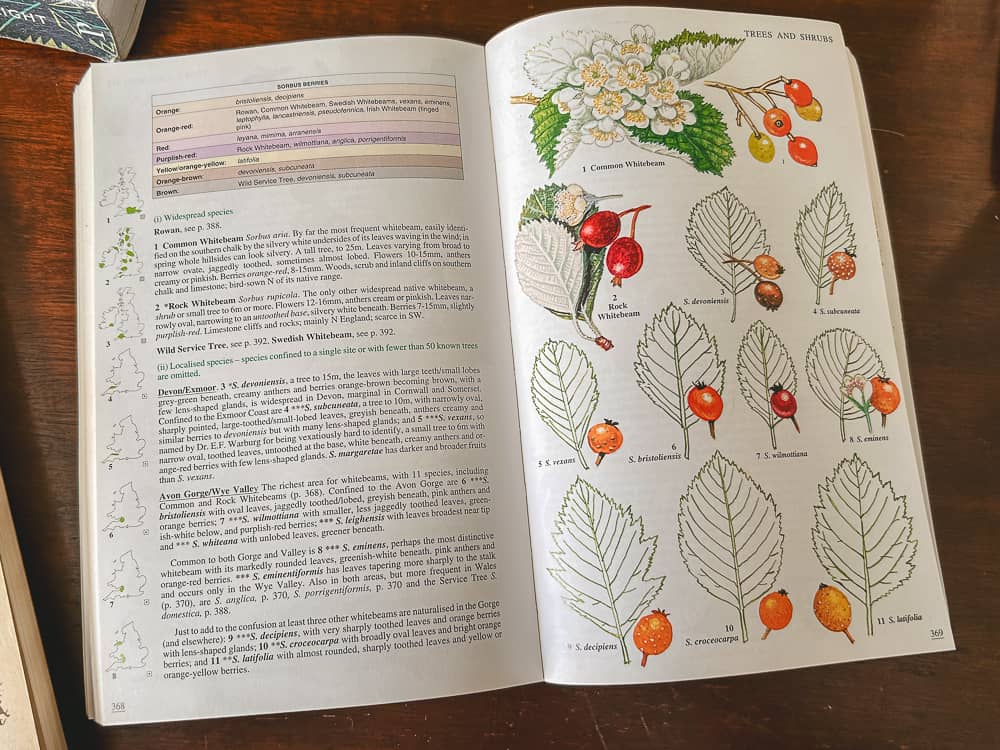 IGHT
SORBUS BERRIES
Orange: bristoliensis, decipiens
Orange-red: Rowan, Common Whitebeam, Swedish Whitebeams, vexans, eminens,
leptophylla, lancastriensis, pseudofennica, Irish Whitebeam (tinged
pink)
Red: leyana, mimima, arranensis
Purplish-red: Rock Whitebeam, wilmottiana, anglica, porrigentiformis
Yellow/orange-yellow: latifolia
Orange-brown: devoniensis, subcuneata
Brown: Wild Service Tree, devoniensis, subcuneata
(i) Widespread species
Rowan, see p. 388.
1 Common Whitebeam Sorbus aria. By far the most frequent whitebeam, easily identi-
fied on the southern chalk by the silvery white undersides of its leaves waving in the wind; in
spring whole hillsides can look silvery. A tall tree, to 25m. Leaves varying from broad to
narrow ovate, jaggedly toothed, sometimes almost lobed. Flowers 10-15mm, anthers
creamy or pinkish. Berries orange-red, 8-15mm. Woods, scrub and inland cliffs on southern
chalk and limestone; bird-sown N of its native range.
2 *Rock Whitebeam Sorbus rupicola. The only other widespread native whitebeam, a
shrub or small tree to 6m or more. Flowers 12-16mm, anthers cream or pinkish. Leaves nar-
rowly oval, narrowing to an untoothed base, silvery white beneath. Berries 7-15mm, slightly
purplish-red. Limestone cliffs and rocks; mainly N England; scarce in SW.
Wild Service Tree, see p. 392. Swedish Whitebeam, see p. 392.
(ii) Localised species – species confined to a single site or with fewer than 50 known trees
are omitted.
Devon/Exmoor. 3 *S. devoniensis, a tree to 15m, the leaves with large teeth/small lobes
grey-green beneath, creamy anthers and berries orange-brown becoming brown, with a
few lens-shaped glands, is widespread in Devon, marginal in Cornwall and Somerset.
Confined to the Exmoor Coast are 4 ***S. subcuneata, a tree to 10m, with narrowly oval,
sharply pointed, large-toothed/small-lobed leaves, greyish beneath, anthers creamy and
similar berries to devoniensis but with many lens-shaped glands; and 5 ***S. vexans, so
named by Dr. E.F. Warburg for being vexatiously hard to identify, a small tree to 6m with
narrow oval, toothed leaves, untoothed at the base, white beneath, creamy anthers and or-
ange-red berries with few lens-shaped glands. S. margaretae has darker and broader fruits
than S. vexans.
Avon Gorge/Wye Valley The richest area for whitebeams, with 11 species, including
Common and Rock Whitebeams (p. 368). Confined to the Avon Gorge are 6 ***S.
bristoliensis with oval leaves, jaggedly toothed/lobed, greyish beneath, pink anthers and
orange berries; 7 ***S. wilmottiana with smaller, less jaggedly toothed leaves, green-
ish-white below, and purplish-red berries; *** S. leighensis with leaves broadest near tip
and *** S. whiteana with unlobed leaves, greener beneath.
Common to both Gorge and Valley is 8 *** S. eminens, perhaps the most distinctive
whitebeam with its markedly rounded leaves, greenish-white beneath, pink anthers and
orange-red berries. *** S. eminentiformis has leaves tapering more sharply to the stalk
and occurs only in the Wye Valley. Also in both areas, but more frequent in Wales
(p. 370), are S. anglica, p. 370, S. porrigentiformis, p. 370 and the Service Tree S.
domestica, p. 388.
Just to add to the confusion at least three other whitebeams are naturalised in the Gorge
(and elsewhere): 9 ***S. decipiens, with very sharply toothed leaves and orange berries
with lens-shaped glands; 10 **S. croceocarpa with broadly oval leaves and bright orange
berries; and 11 **S. latifolia with almost rounded, sharply toothed leaves and yellow or
orange-yellow berries.
1
2
3
4
5
6
7
8
368
TREES AND SHRUBS
1 Common Whitebeam
1
2
Rock
Whitebeam
3
S. devoniensis
4 S. subcuneata
5 S. vexans
6
S. bristoliensis
7 S. wilmottiana
8 S. eminens
9 S. decipiens
10
S. croceocarpa
11 S. latifolia
369